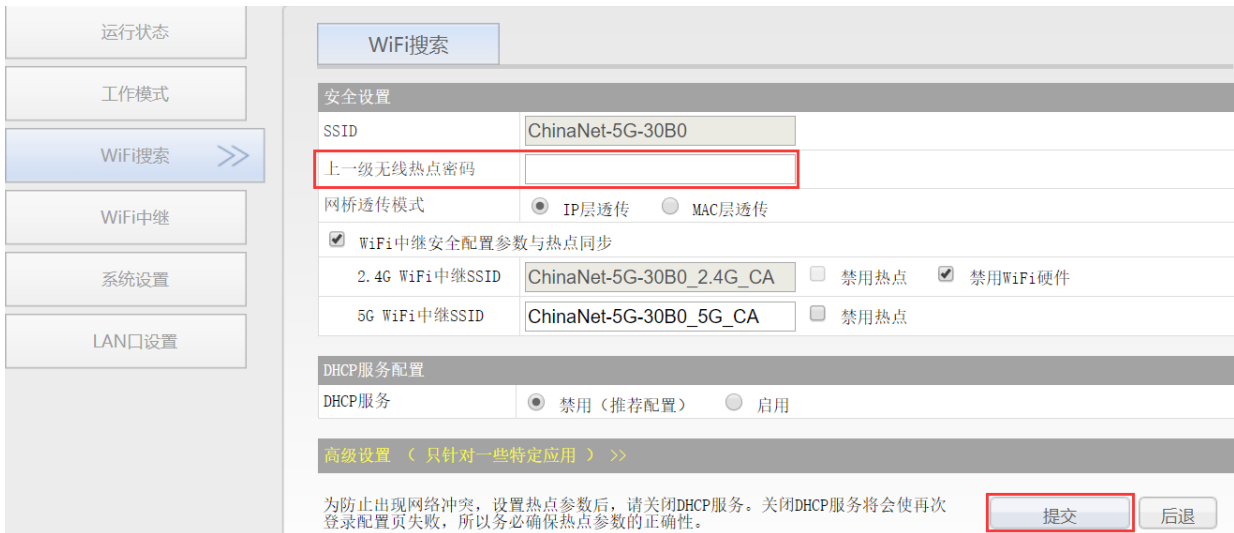 运行状态
工作模式
WiFi搜索
WiFi中继
系统设置
LAN口设置
WiFi搜索
安全设置
SSID ChinaNet-5G-30B0
上一级无线热点密码
网桥透传模式 IP层透传 MAC层透传
WiFi中继安全配置参数与热点同步
2.4G WiFi中继SSID ChinaNet-5G-30B0_2.4G_CA 禁用热点 禁用WiFi硬件
5G WiFi中继SSID ChinaNet-5G-30B0_5G_CA 禁用热点
DHCP服务配置
DHCP服务 禁用（推荐配置） 启用
高级设置 （ 只针对一些特定应用 ） >>
为防止出现网络冲突，设置热点参数后，请关闭DHCP服务。关闭DHCP服务将会使再次
登录配置页失败，所以务必确保热点参数的正确性。
提交 后退